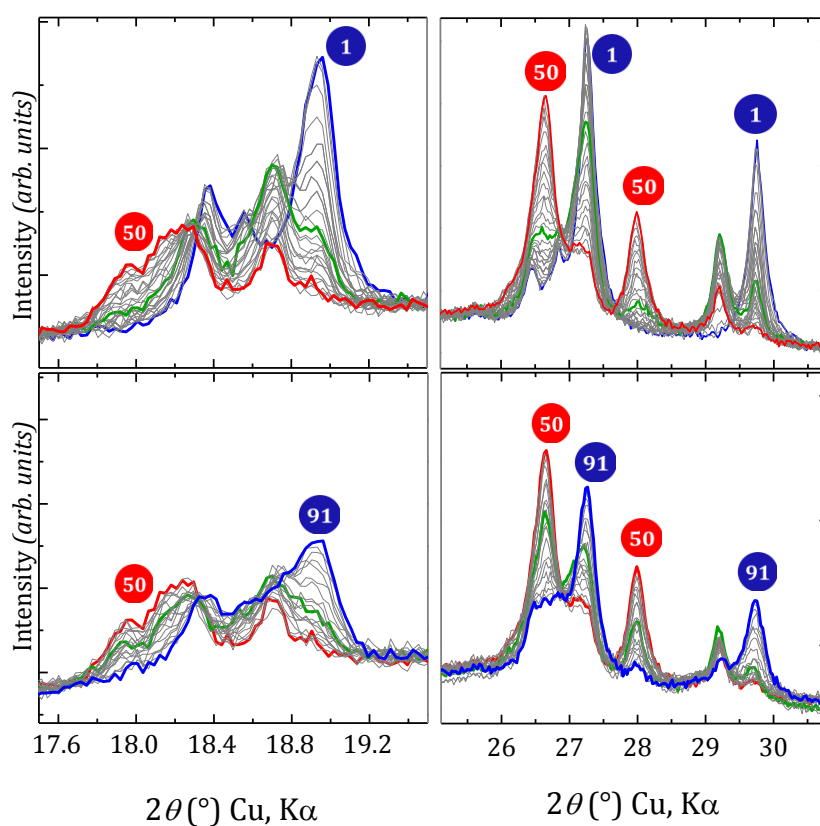 50
1
50
1
50
1
Intensity (arb. units)
50
91
50
91
50
91
Intensity (arb. units)
17.6 18.0 18.4 18.8 19.2
26 27 28 29 30
2θ (°) Cu, Kα
2θ (°) Cu, Kα